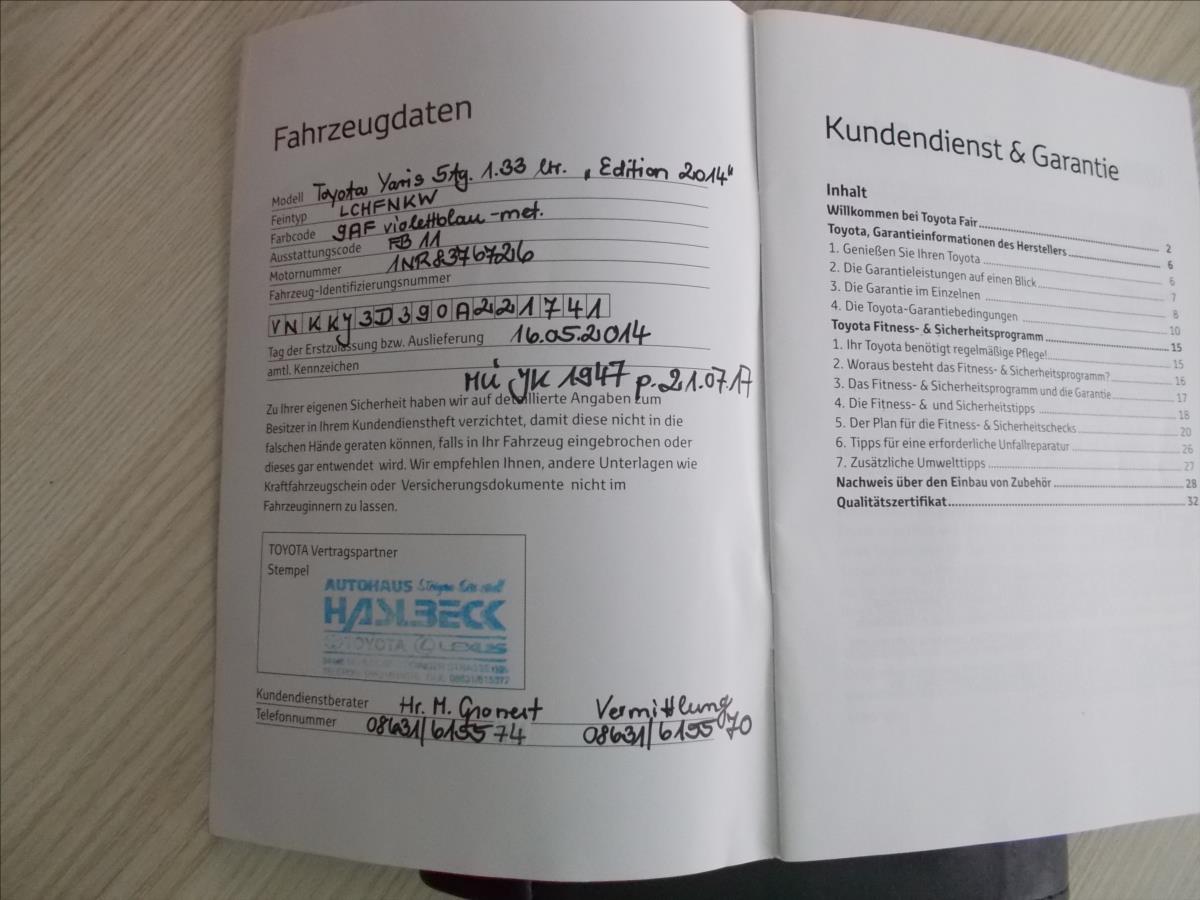 Fahrzeugdaten
Modell Toyota Yaris 5tg. 1.33 ltr. „Edition 2014"
Feintyp LCHFNKW
Farbcode 9AF violettblau-met.
Ausstattungscode FB 11
Motornummer 1NR8376726
Fahrzeug-Identifizierungsnummer
VNKKJ3D390A221741
Tag der Erstzulassung bzw. Auslieferung 16.05.2014
amtl. Kennzeichen
MÜ JK 1947 p. 21.07.17
Zu Ihrer eigenen Sicherheit haben wir auf detaillierte Angaben zum
Besitzer in Ihrem Kundendienstheft verzichtet, damit diese nicht in die
falschen Hände geraten können, falls in Ihr Fahrzeug eingebrochen oder
dieses gar entwendet wird. Wir empfehlen Ihnen, andere Unterlagen wie
Kraftfahrzeugschein oder Versicherungsdokumente nicht im
Fahrzeuginnern zu lassen.
TOYOTA Vertragspartner
Stempel
AUTOHAUS
HAKLBECK
TOYOTA LEXUS
Kundendienstberater Hr. M. Gronert Vermittlung
Telefonnummer 08631/6155 74 08631/6155 70
Kundendienst & Garantie
Inhalt
Willkommen bei Toyota Fair 2
Toyota, Garantieinformationen des Herstellers 6
1. Genießen Sie Ihren Toyota 6
2. Die Garantieleistungen auf einen Blick 7
3. Die Garantie im Einzelnen 8
4. Die Toyota-Garantiebedingungen 10
Toyota Fitness- & Sicherheitsprogramm 15
1. Ihr Toyota benötigt regelmäßige Pflege! 15
2. Woraus besteht das Fitness- & Sicherheitsprogramm? 16
3. Das Fitness- & Sicherheitsprogramm und die Garantie 17
4. Die Fitness- & und Sicherheitstipps 18
5. Der Plan für die Fitness- & Sicherheitschecks 20
6. Tipps für eine erforderliche Unfallreparatur 26
7. Zusätzliche Umwelttipps 27
Nachweis über den Einbau von Zubehör 28
Qualitätszertifikat 32